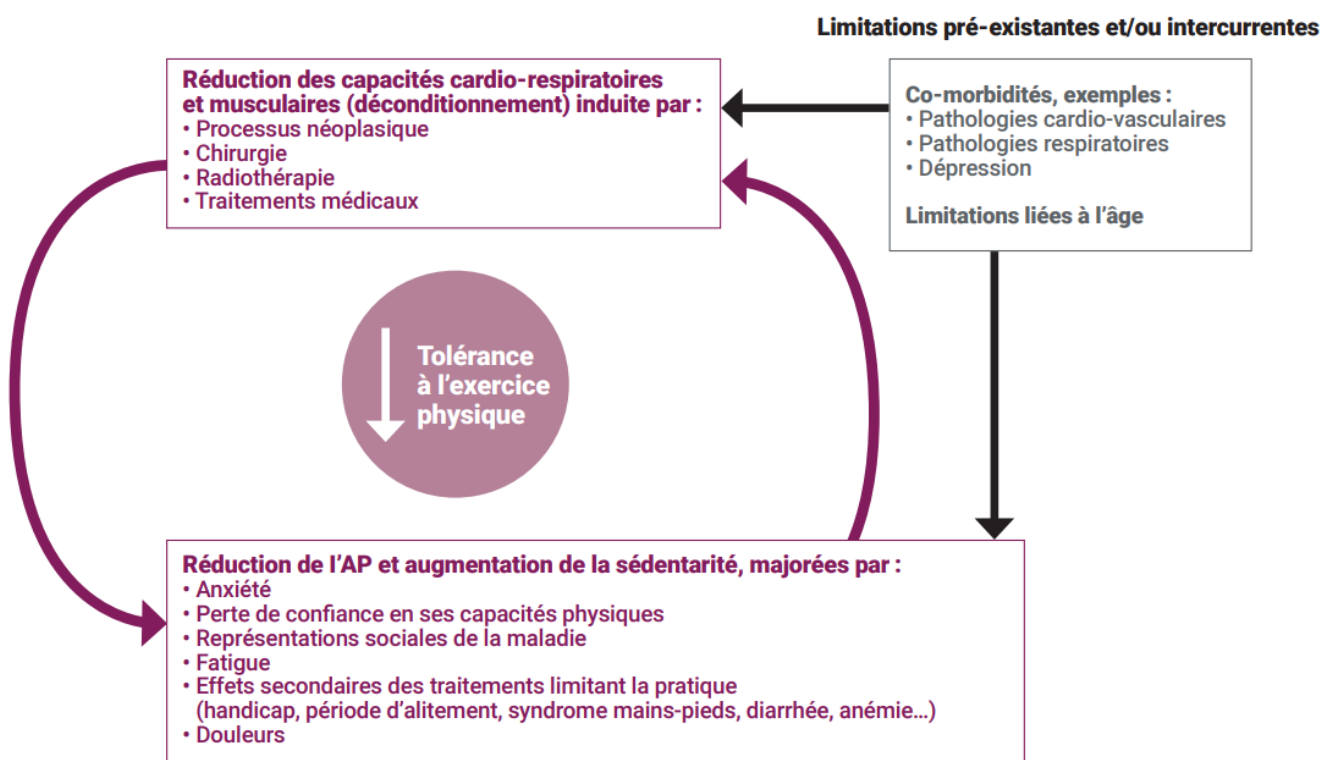 Limitations pré-existantes et/ou intercurrentes
Réduction des capacités cardio-respiratoires
et musculaires (déconditionnement) induite par :
• Processus néoplasique
• Chirurgie
• Radiothérapie
• Traitements médicaux
Co-morbidités, exemples :
• Pathologies cardio-vasculaires
• Pathologies respiratoires
• Dépression
Limitations liées à l’âge
Tolérance
à l’exercice
physique
Réduction de l’AP et augmentation de la sédentarité, majorées par :
• Anxiété
• Perte de confiance en ses capacités physiques
• Représentations sociales de la maladie
• Fatigue
• Effets secondaires des traitements limitant la pratique
(handicap, période d’alitement, syndrome mains-pieds, diarrhée, anémie…)
• Douleurs